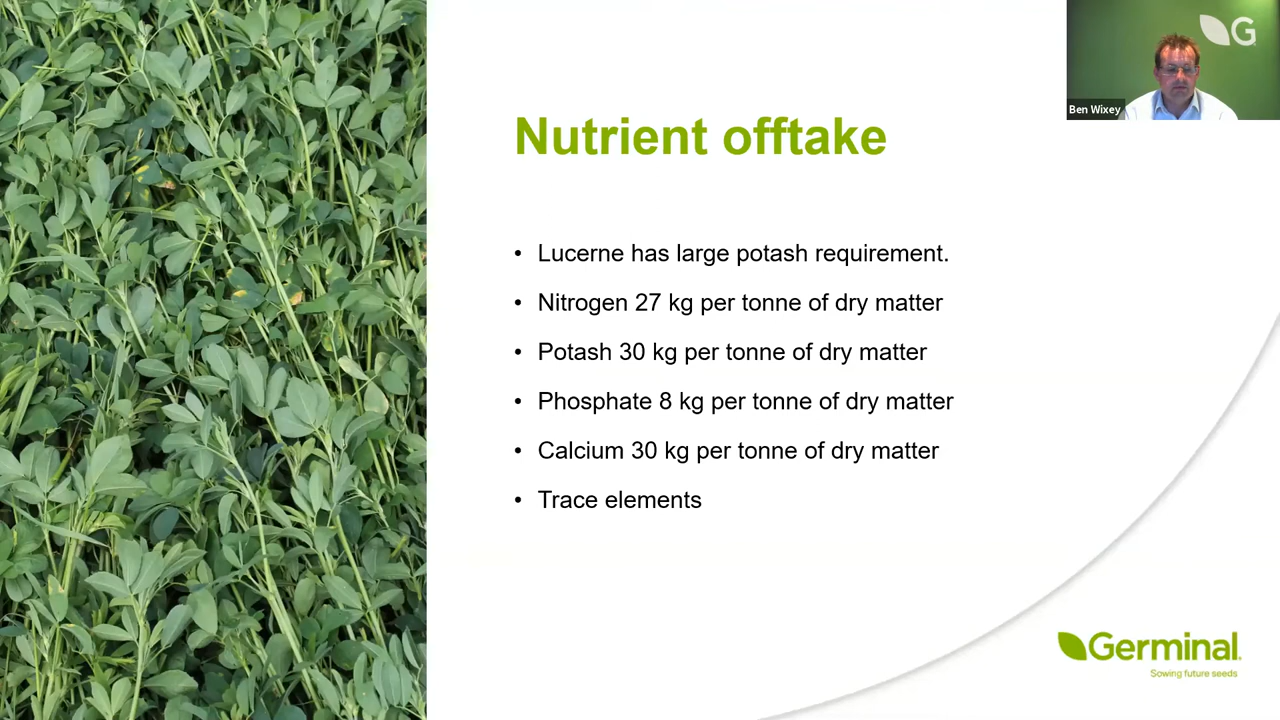 G
Ben Wixey
Nutrient offtake
• Lucerne has large potash requirement.
• Nitrogen 27 kg per tonne of dry matter
• Potash 30 kg per tonne of dry matter
• Phosphate 8 kg per tonne of dry matter
• Calcium 30 kg per tonne of dry matter
• Trace elements
Germinal
Sowing future seeds